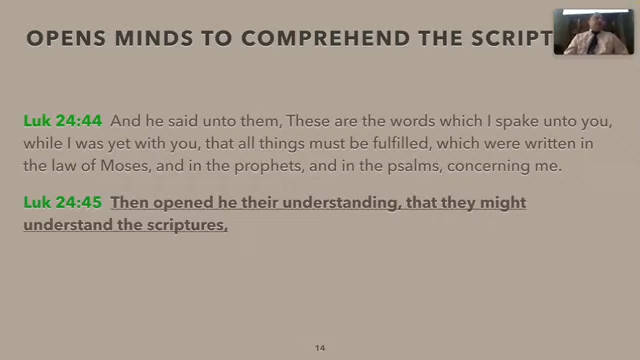 OPENS MINDS TO COMPREHEND THE SCRIPT
Luk 24:44 And he said unto them, These are the words which I spake unto you,
while I was yet with you, that all things must be fulfilled, which were written in
the law of Moses, and in the prophets, and in the psalms, concerning me.
Luk 24:45 Then opened he their understanding, that they might
understand the scriptures,
14